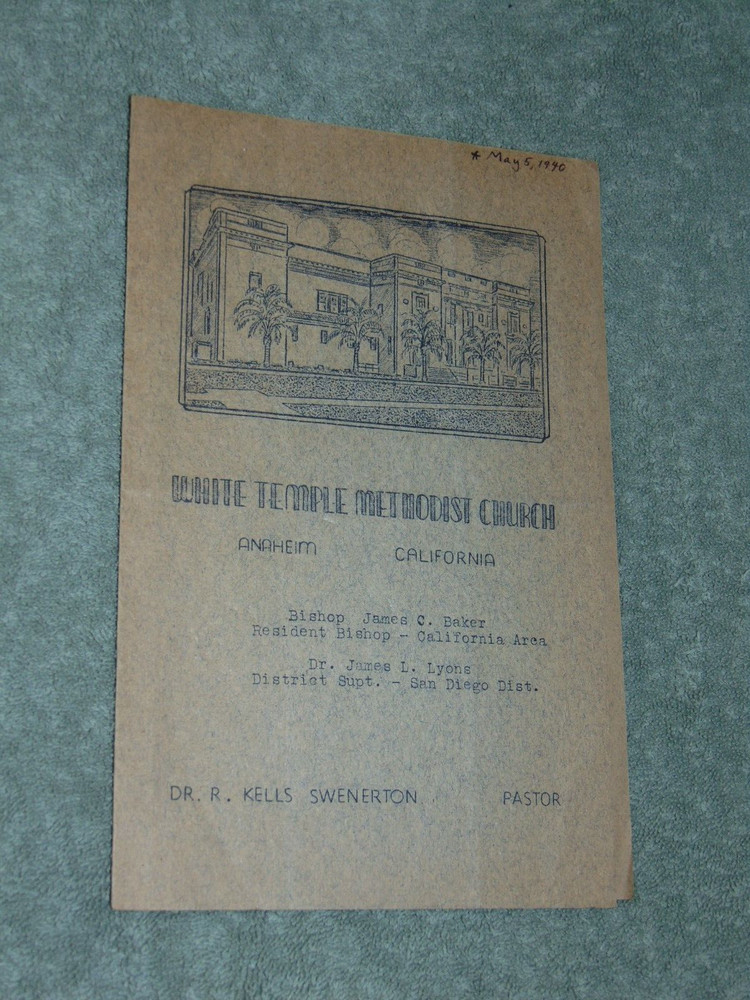 * May 5, 1940
WHITE TEMPLE METHODIST CHURCH
ANAHEIM CALIFORNIA
Bishop James C. Baker
Resident Bishop - California Area
Dr. James L. Lyons
District Supt. - San Diego Dist.
DR. R. KELLS SWENERTON PASTOR